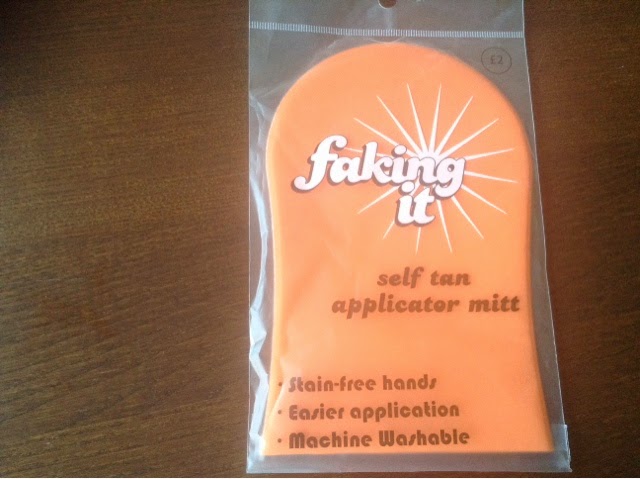 £2
faking
it
self tan
applicator mitt
· Stain-free hands
· Easier application
· Machine Washable